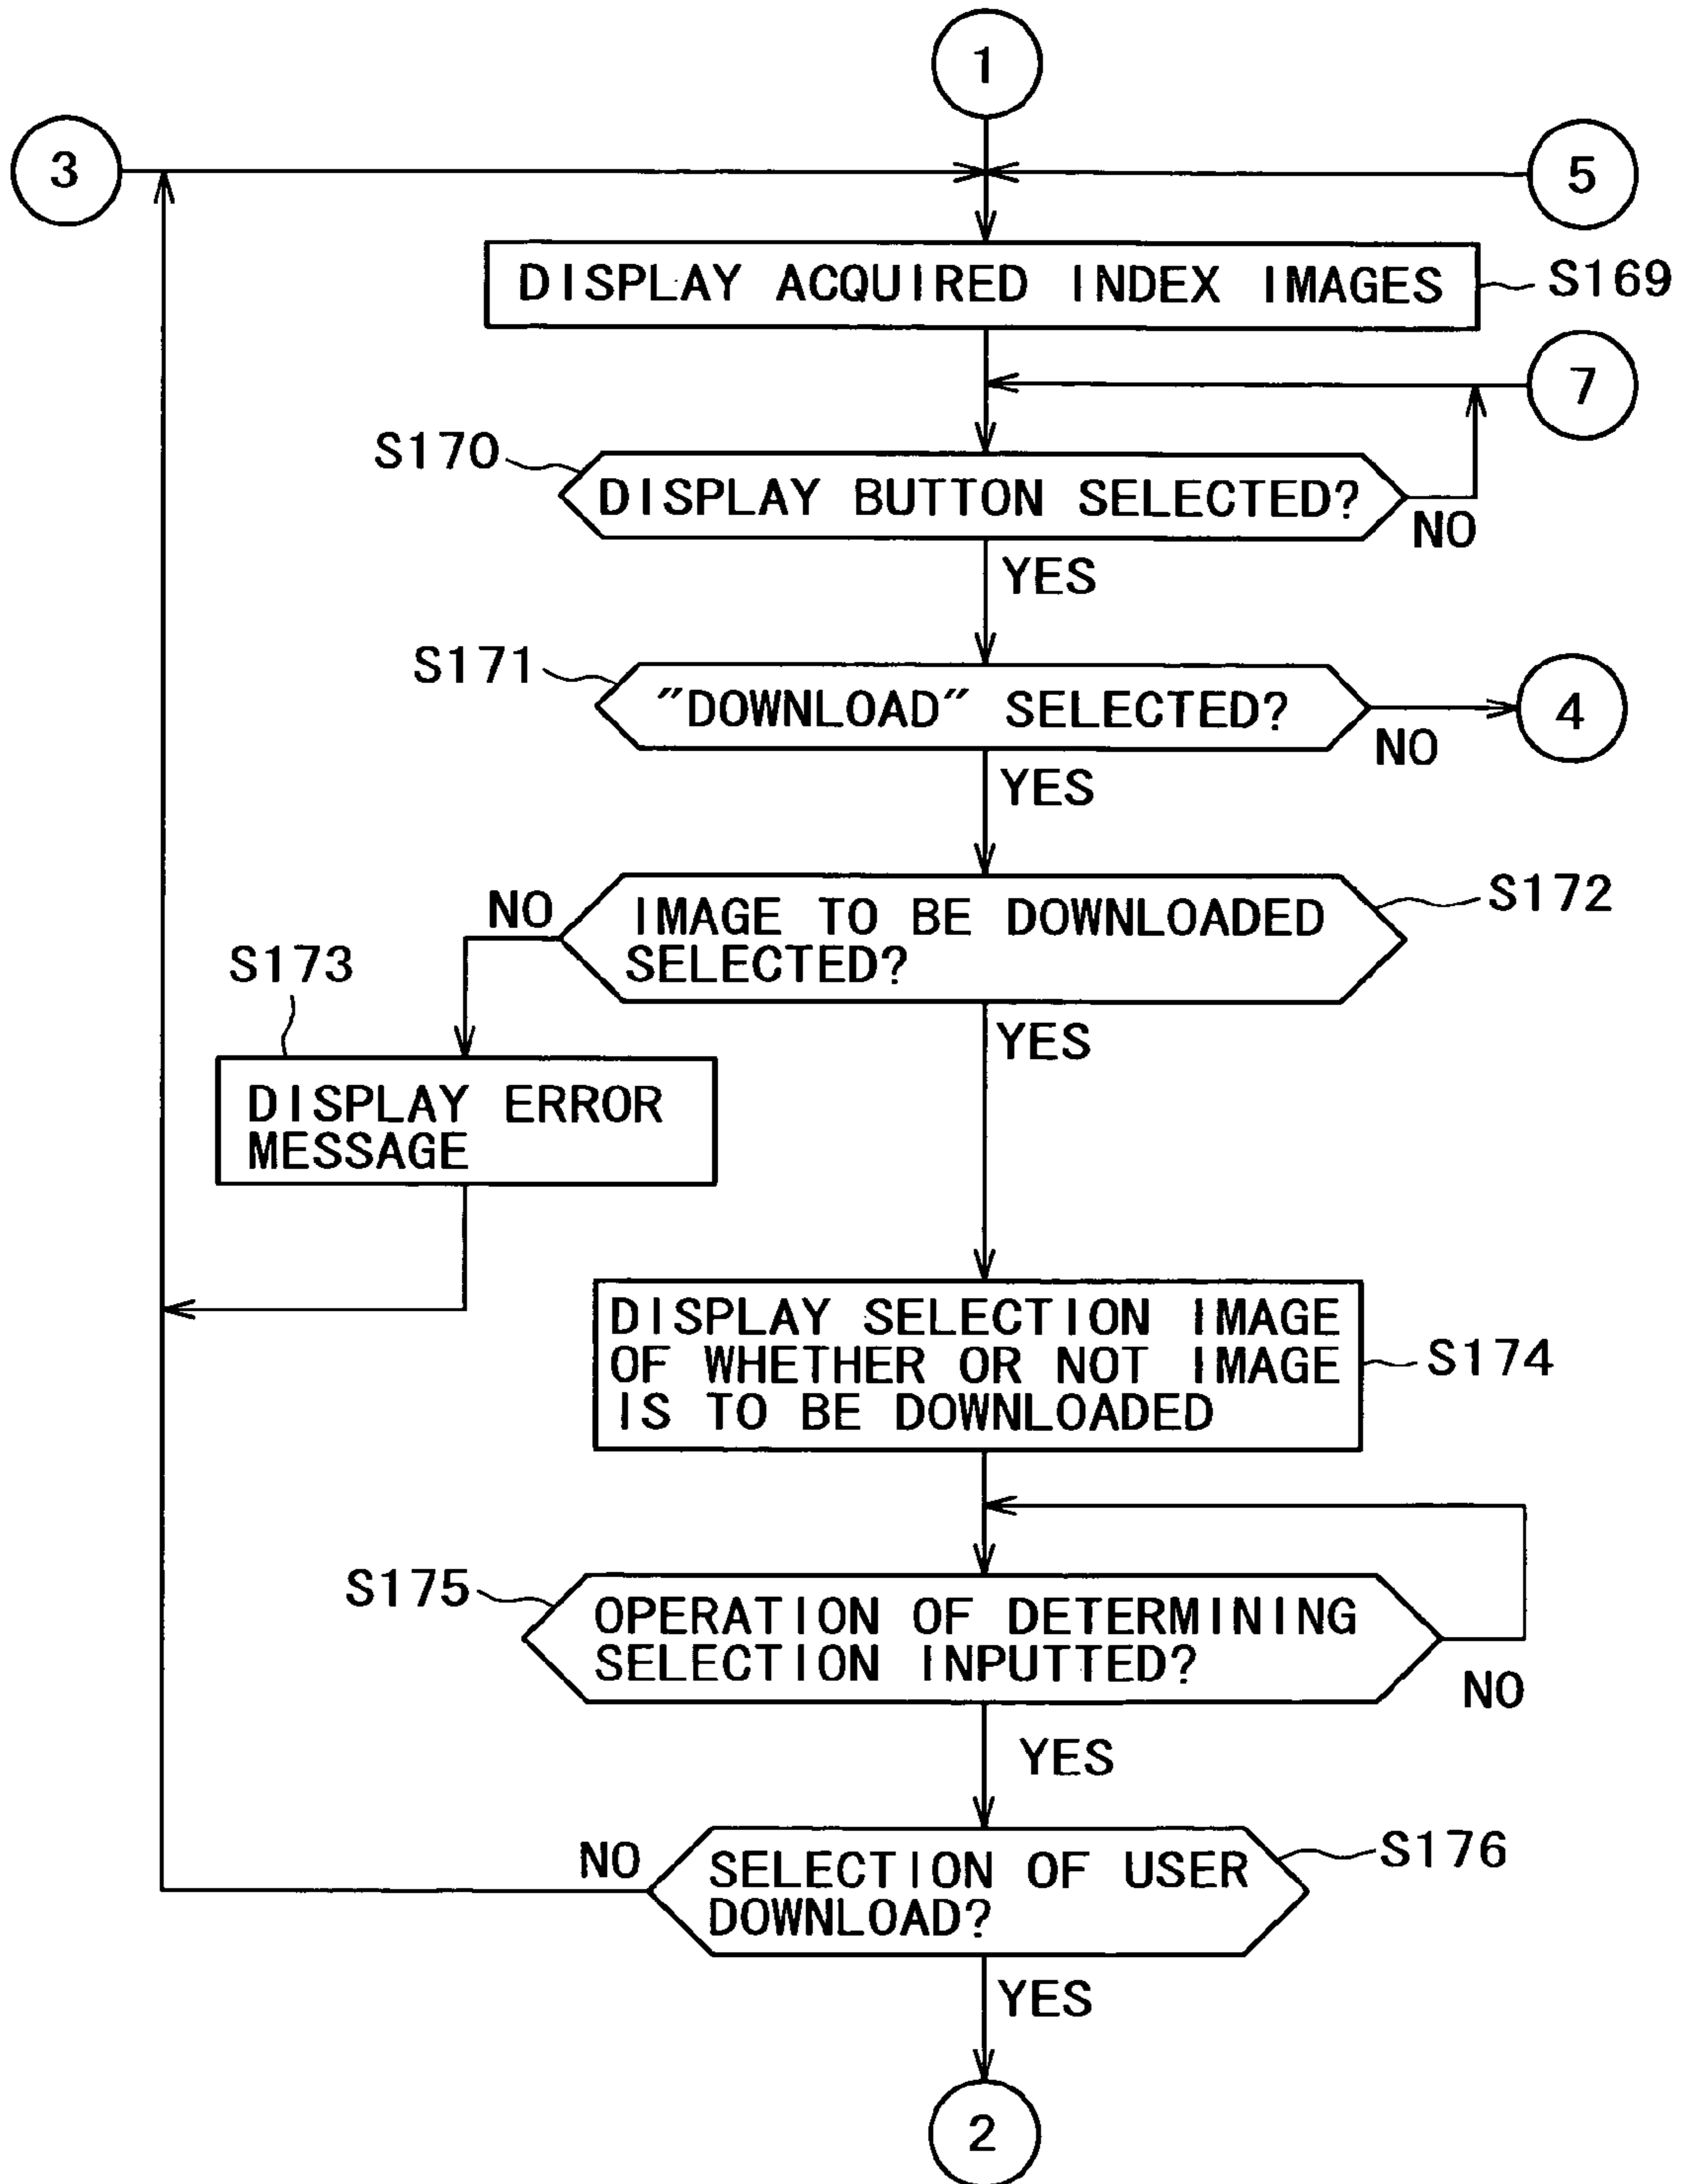 1
3
5
DISPLAY ACQUIRED INDEX IMAGES
S169
7
S170
DISPLAY BUTTON SELECTED?
NO
YES
S171
"DOWNLOAD" SELECTED?
NO
4
YES
S172
NO
IMAGE TO BE DOWNLOADED
SELECTED?
S173
YES
DISPLAY ERROR
MESSAGE
DISPLAY SELECTION IMAGE
OF WHETHER OR NOT IMAGE
IS TO BE DOWNLOADED
S174
S175
OPERATION OF DETERMINING
SELECTION INPUTTED?
NO
YES
NO
SELECTION OF USER
DOWNLOAD?
S176
YES
2